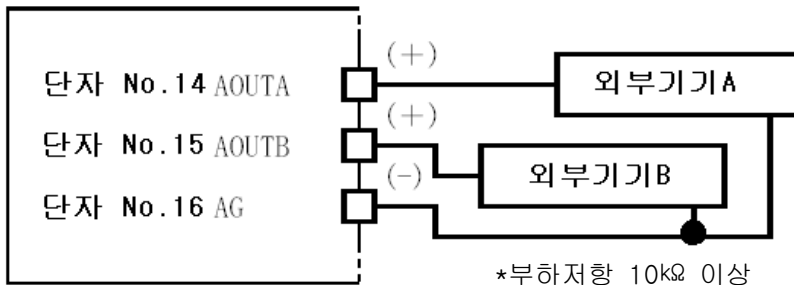 (+)
단자 No.14 AOUTA
외부기기A
(+)
단자 No.15 AOUTB
외부기기B
(-)
단자 No.16 AG
*부하저항 10kΩ 이상